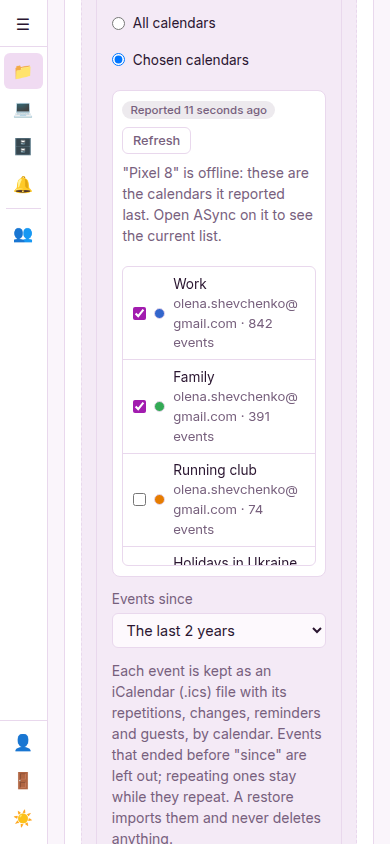 All calendars
Chosen calendars
Reported 11 seconds ago
Refresh
"Pixel 8" is offline: these are
the calendars it reported
last. Open ASync on it to see
the current list.
Work
olena.shevchenko@
gmail.com · 842
events
Family
olena.shevchenko@
gmail.com · 391
events
Running club
olena.shevchenko@
gmail.com · 74
events
Holidays in Ukraine
Events since
The last 2 years
Each event is kept as an
iCalendar (.ics) file with its
repetitions, changes, reminders
and guests, by calendar. Events
that ended before "since" are
left out; repeating ones stay
while they repeat. A restore
imports them and never deletes
anything.